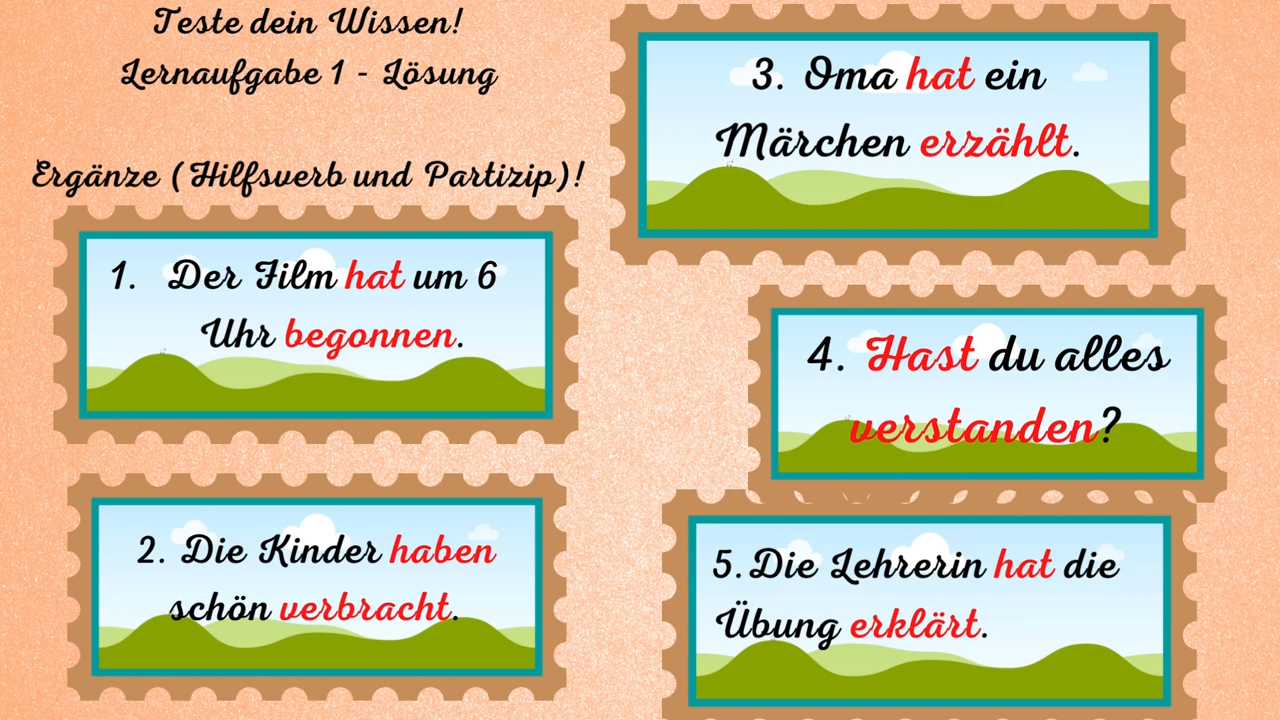 Teste dein Wissen!
Lernaufgabe 1 - Lösung
Ergänze (Hilfsverb und Partizip)!
1. Der Film hat um 6
Uhr begonnen.
2. Die Kinder haben
schön verbracht.
3. Oma hat ein
Märchen erzählt.
4. Hast du alles
verstanden?
5. Die Lehrerin hat die
Übung erklärt.